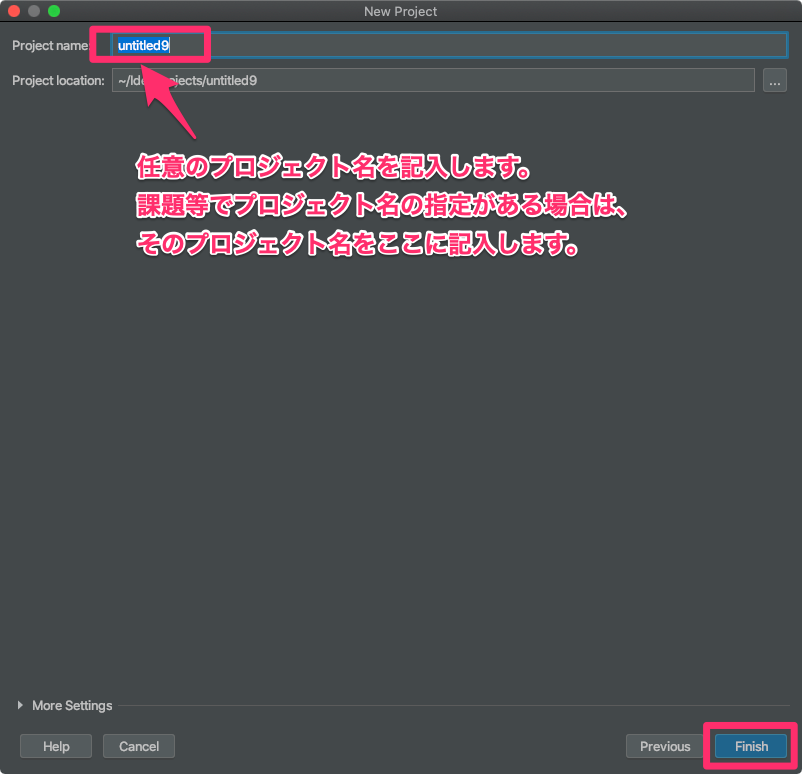 New Project
Project name: untitled9
Project location: ~/Ide jects/untitled9 ...
任意のプロジェクト名を記入します。
課題等でプロジェクト名の指定がある場合は、
そのプロジェクト名をここに記入します。
More Settings
Help Cancel Previous Finish